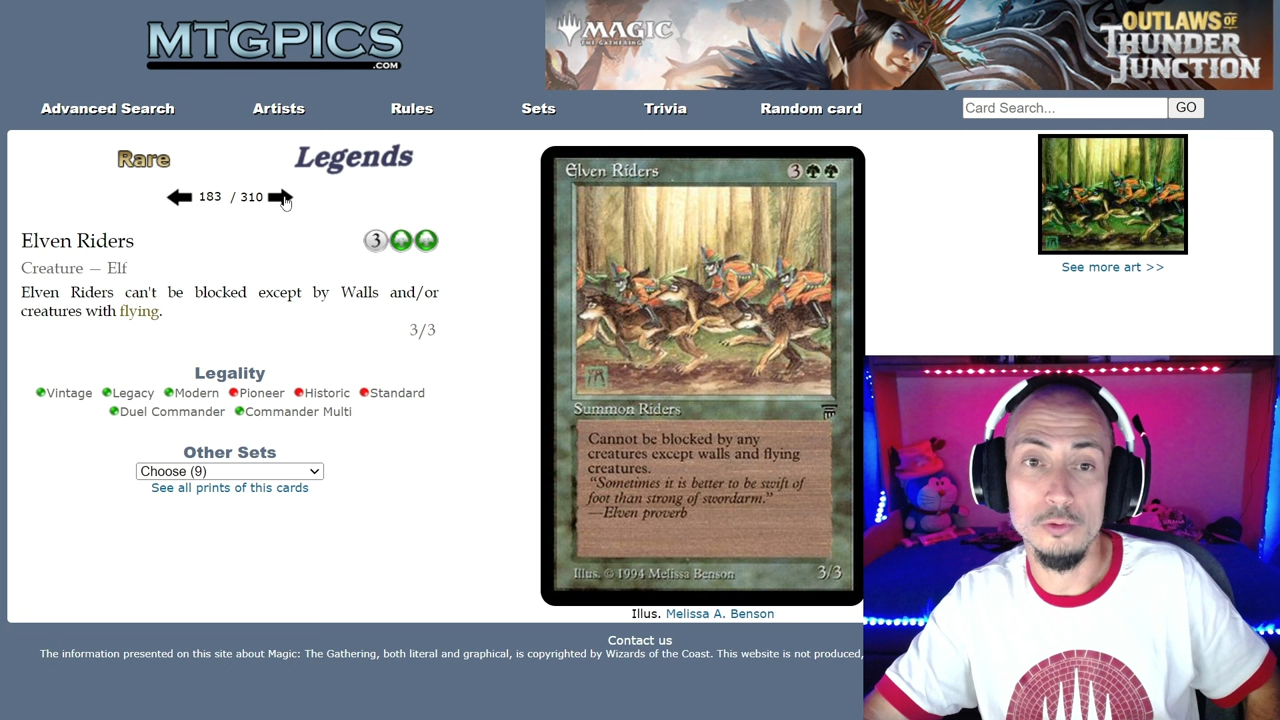 MTGPICS
.COM
MAGIC
THE GATHERING
OUTLAWS OF
THUNDER
JUNCTION
Advanced Search
Artists
Rules
Sets
Trivia
Random card
Card Search...
GO
Rare
Legends
183 / 310
Elven Riders
3
Creature — Elf
Elven Riders can't be blocked except by Walls and/or
creatures with flying.
3/3
Legality
Vintage Legacy Modern Pioneer Historic Standard
Duel Commander Commander Multi
Other Sets
Choose (9)
See all prints of this cards
Elven Riders
3
Summon Riders
Cannot be blocked by any
creatures except walls and flying
creatures.
“Sometimes it is better to be swift of
foot than strong of swordarm.”
—Elven proverb
Illus. © 1994 Melissa Benson
3/3
Illus. Melissa A. Benson
See more art >>
Contact us
The information presented on this site about Magic: The Gathering, both literal and graphical, is copyrighted by Wizards of the Coast. This website is not produced,